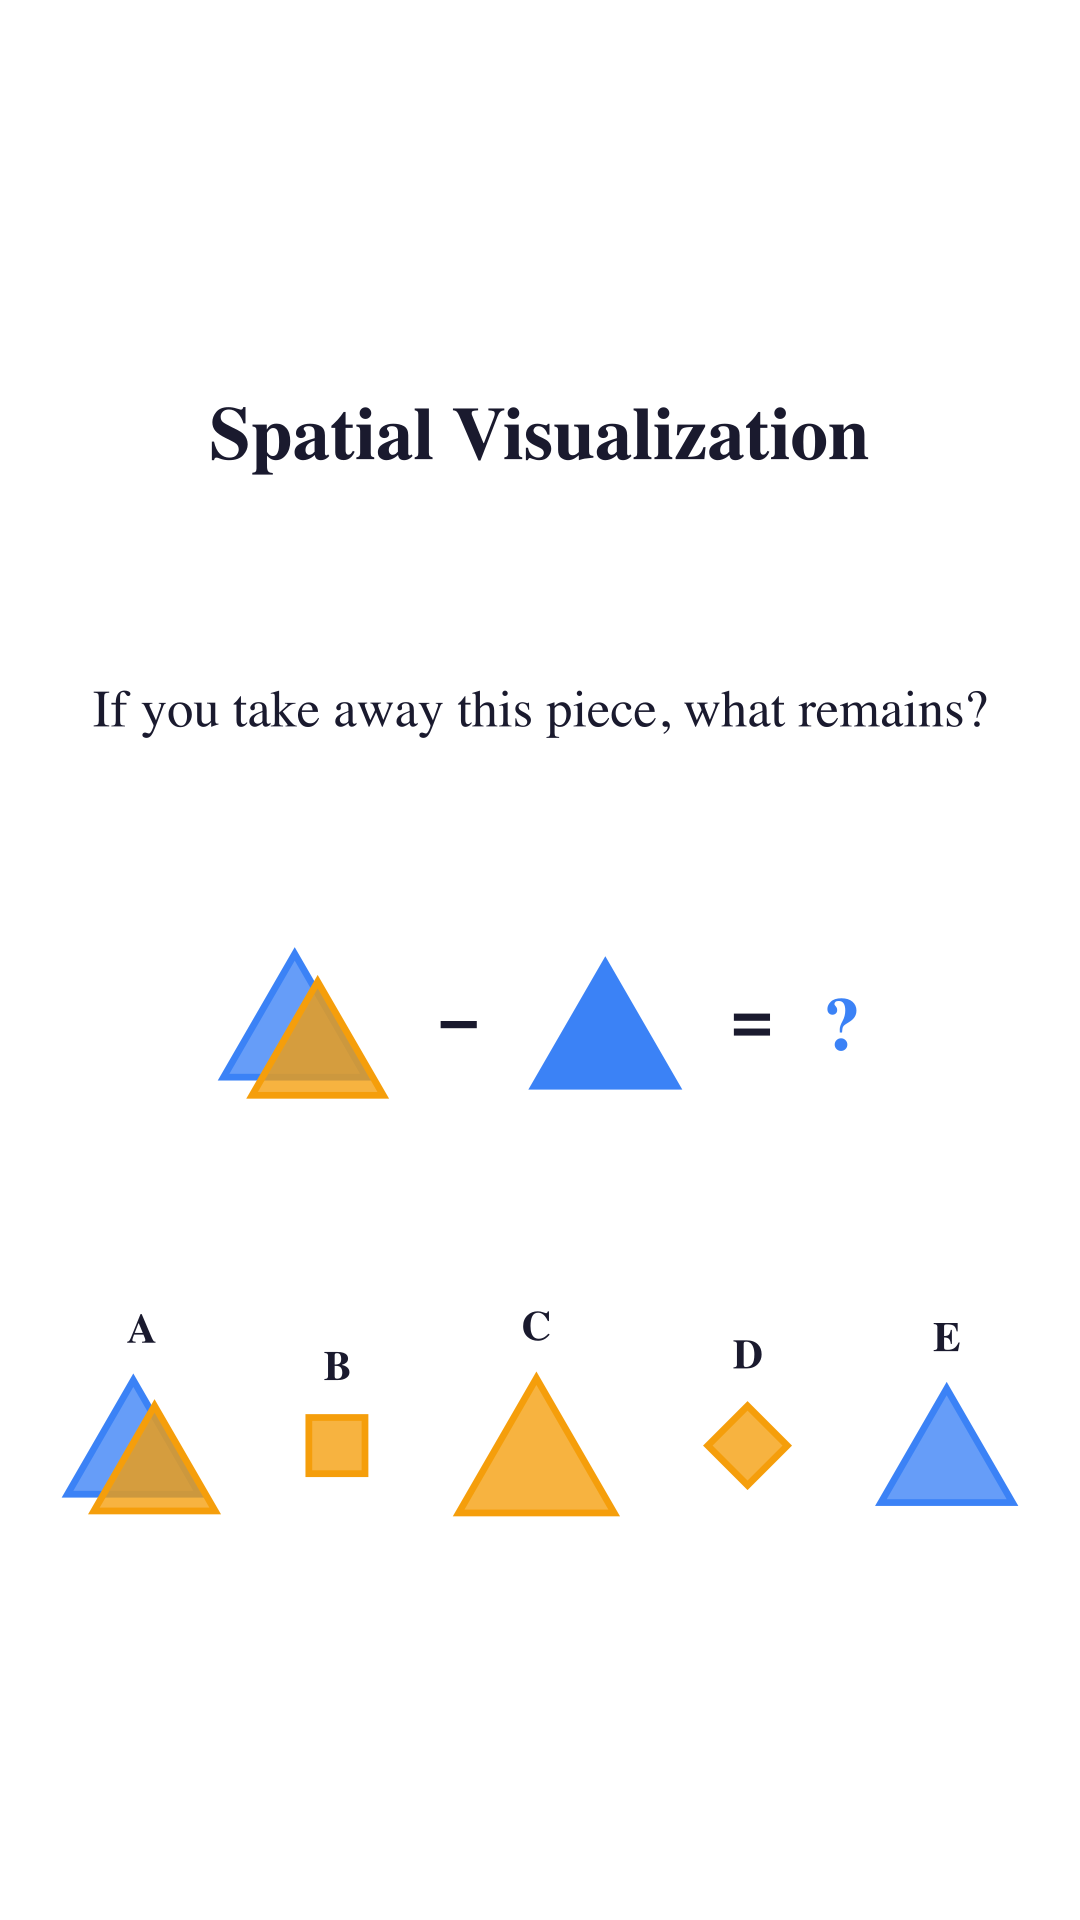 Spatial Visualization
If you take away this piece, what remains?
− = ?
A B C D E